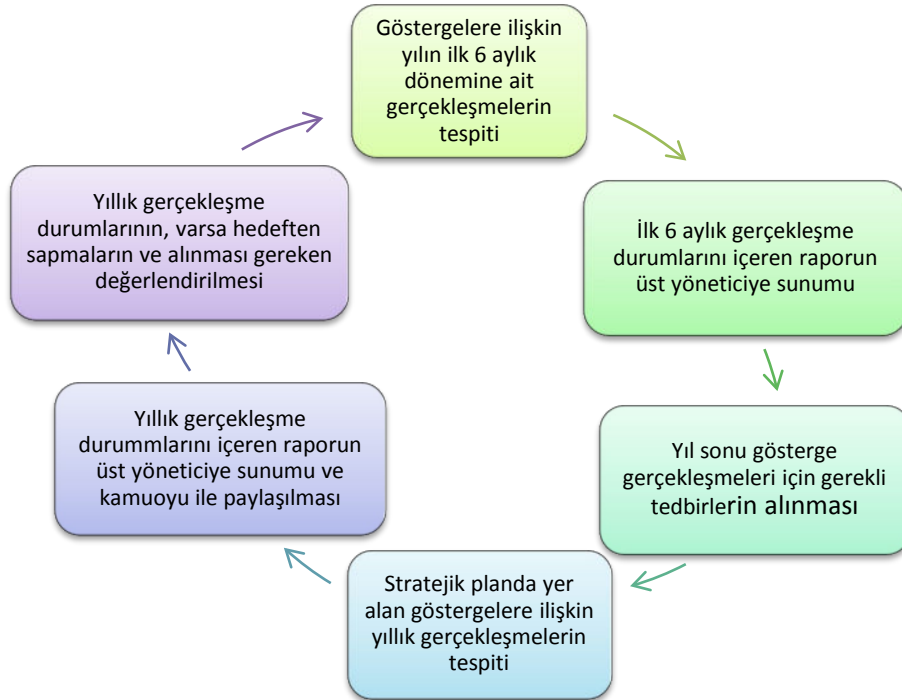 Göstergelere ilişkin
yılın ilk 6 aylık
dönemine ait
gerçekleşmelerin
tespiti
İlk 6 aylık gerçekleşme
durumlarını içeren raporun
üst yöneticiye sunumu
Yıl sonu gösterge
gerçekleşmeleri için gerekli
tedbirlerin alınması
Stratejik planda yer
alan göstergelere ilişkin
yıllık gerçekleşmelerin
tespiti
Yıllık gerçekleşme
durummlarını içeren raporun
üst yöneticiye sunumu ve
kamuoyu ile paylaşılması
Yıllık gerçekleşme
durumlarının, varsa hedeften
sapmaların ve alınması gereken
değerlendirilmesi